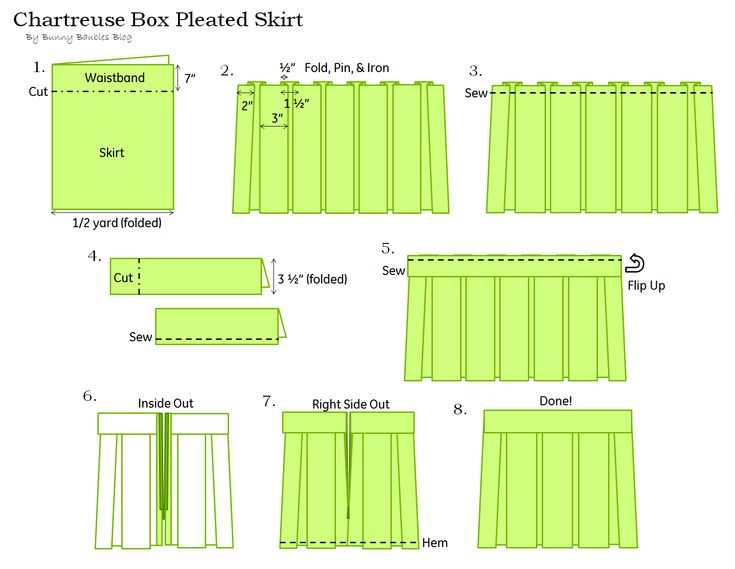 Chartreuse Box Pleated Skirt
By Bunny Baubles Blog
1.
Waistband
7”
Cut
Skirt
1/2 yard (folded)
2.
½” Fold, Pin, & Iron
2”
1 ½”
3”
3.
Sew
4.
Cut
3 ½” (folded)
Sew
5.
Sew
Flip Up
6.
Inside Out
7.
Right Side Out
Hem
8.
Done!